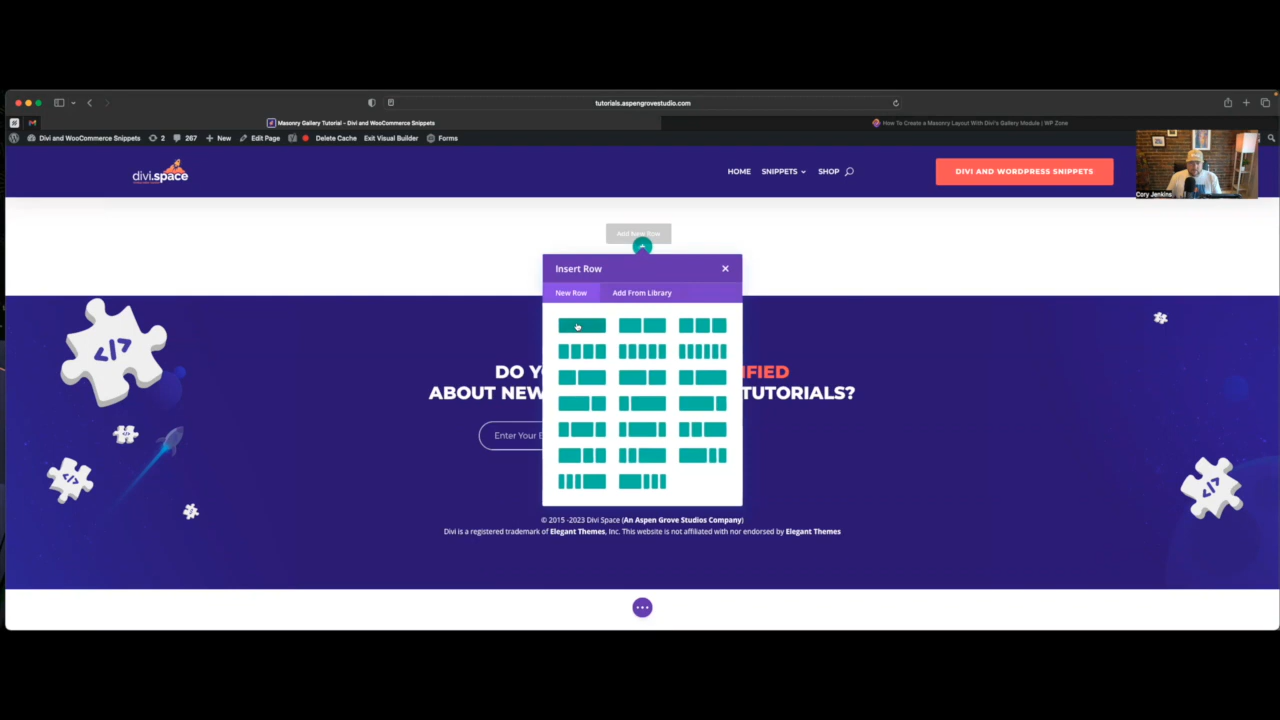 tutorials.aspengrovestudio.com
Masonry Gallery Tutorial – Divi and WooCommerce Snippets
How To Create a Masonry Layout With Divi's Gallery Module | WP Zone
Divi and WooCommerce Snippets 2 267 New Edit Page Delete Cache Exit Visual Builder Forms
divi.space
HOME SNIPPETS SHOP
DIVI AND WORDPRESS SNIPPETS
Cory Jenkins
Add New Row
Insert Row
New Row Add From Library
DO Y IFIED
ABOUT NEW TUTORIALS?
Enter Your E
© 2015 -2023 Divi Space (An Aspen Grove Studios Company)
Divi is a registered trademark of Elegant Themes, Inc. This website is not affiliated with nor endorsed by Elegant Themes